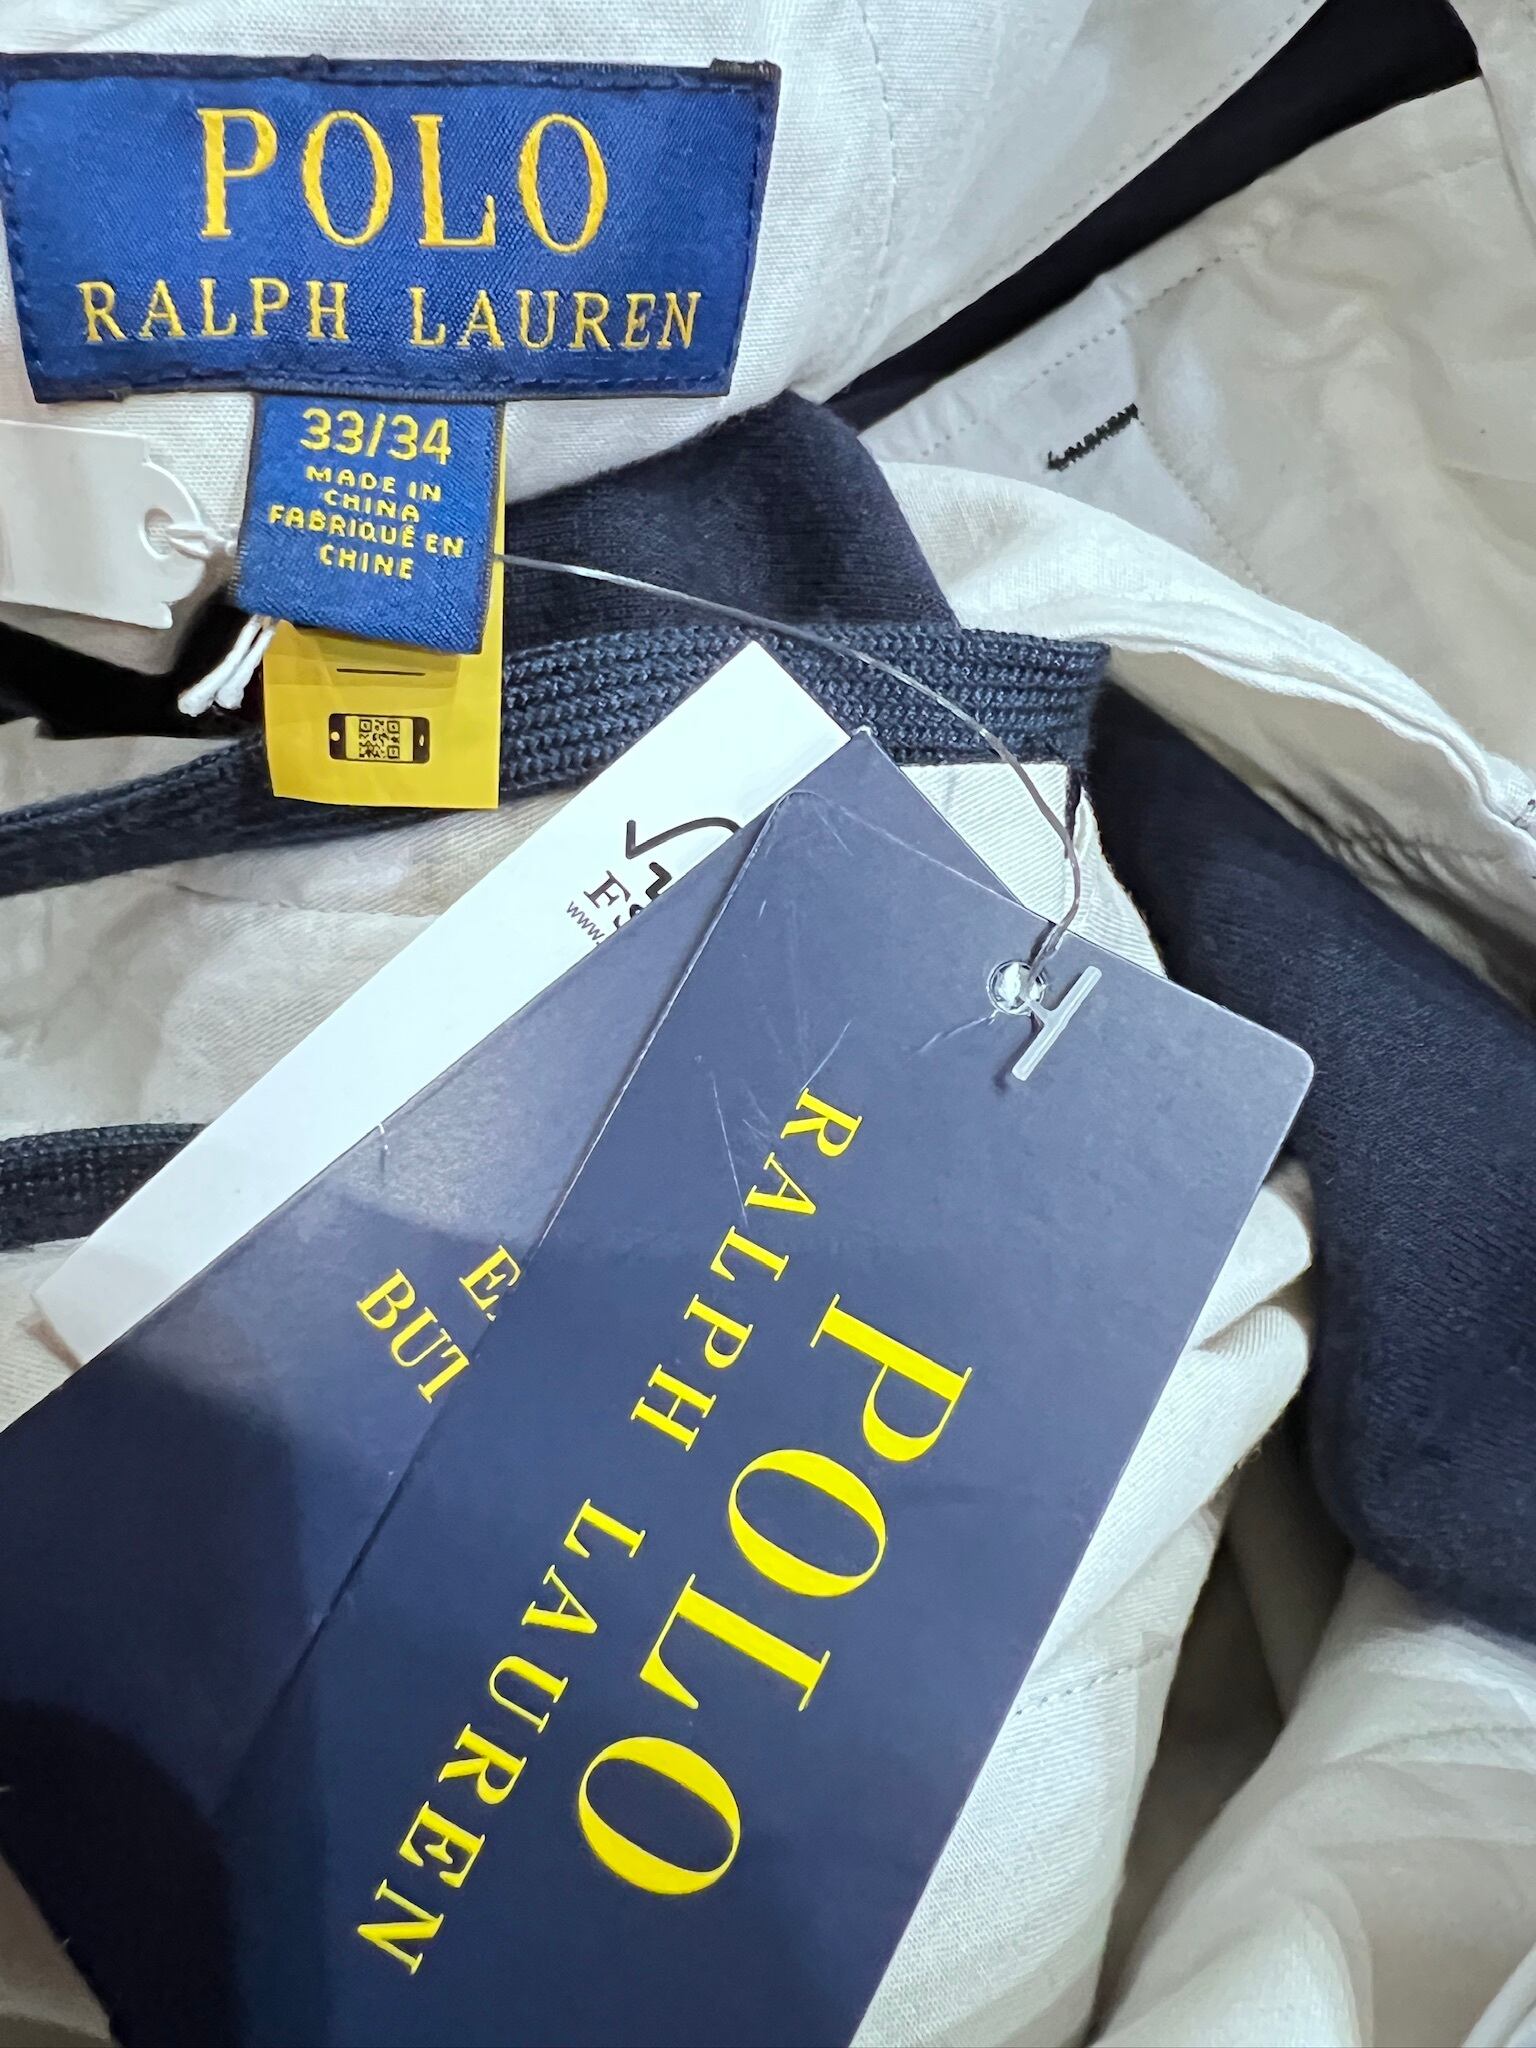 POLO
RALPH LAUREN
33/34
MADE IN
CHINA
FABRIQUÉ EN
CHINE
POLO
RALPH LAUREN